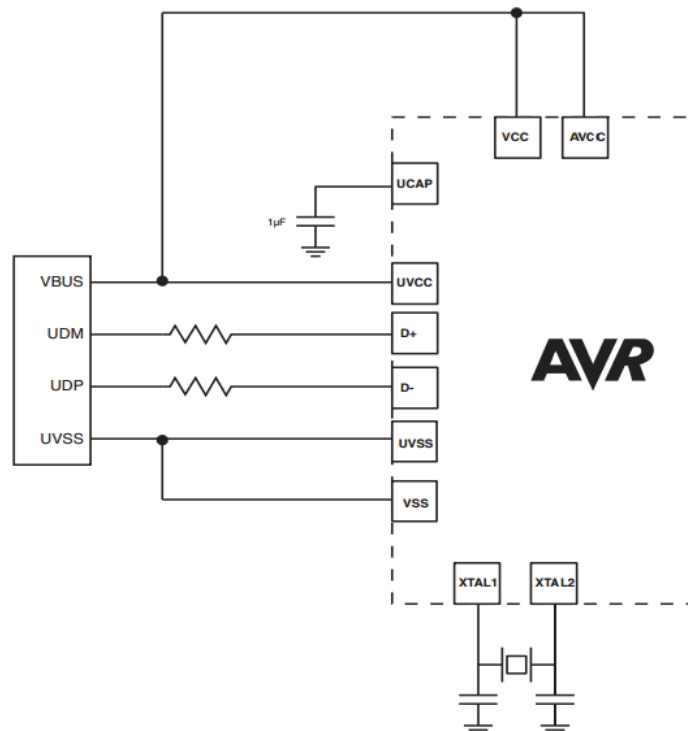 VCC
AVCC
UCAP
1µF
VBUS
UVCC
UDM
D+
UDP
D-
UVSS
UVSS
VSS
AVR
XTAL1
XTAL2